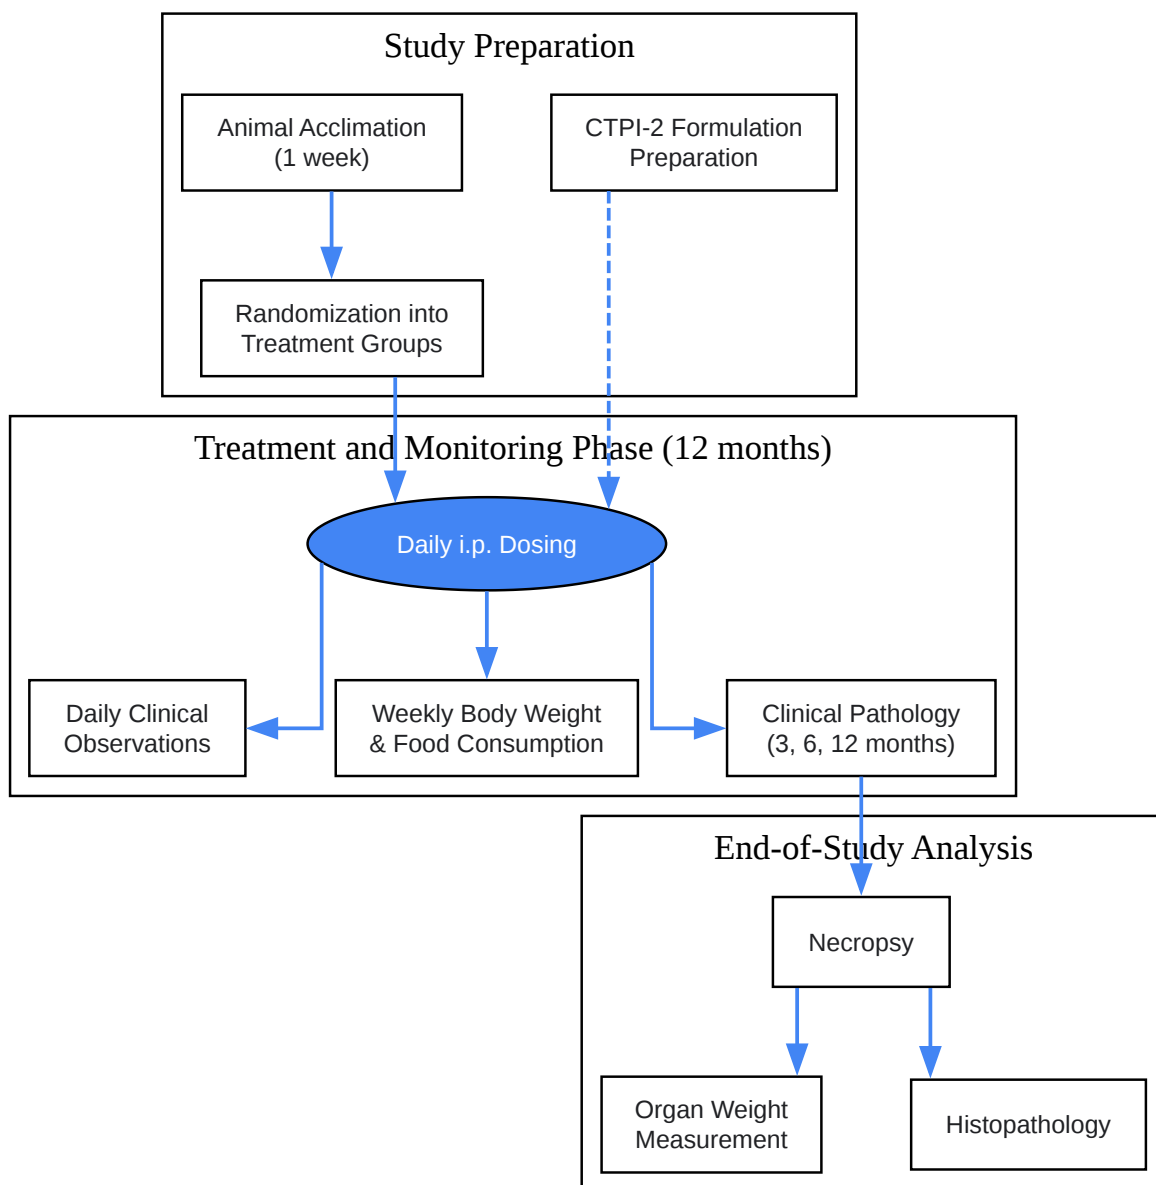 Study Preparation
Animal Acclimation
(1 week)
CTPI-2 Formulation
Preparation
Randomization into
Treatment Groups
Treatment and Monitoring Phase (12 months)
Daily i.p. Dosing
Daily Clinical
Observations
Weekly Body Weight
& Food Consumption
Clinical Pathology
(3, 6, 12 months)
End-of-Study Analysis
Necropsy
Organ Weight
Measurement
Histopathology